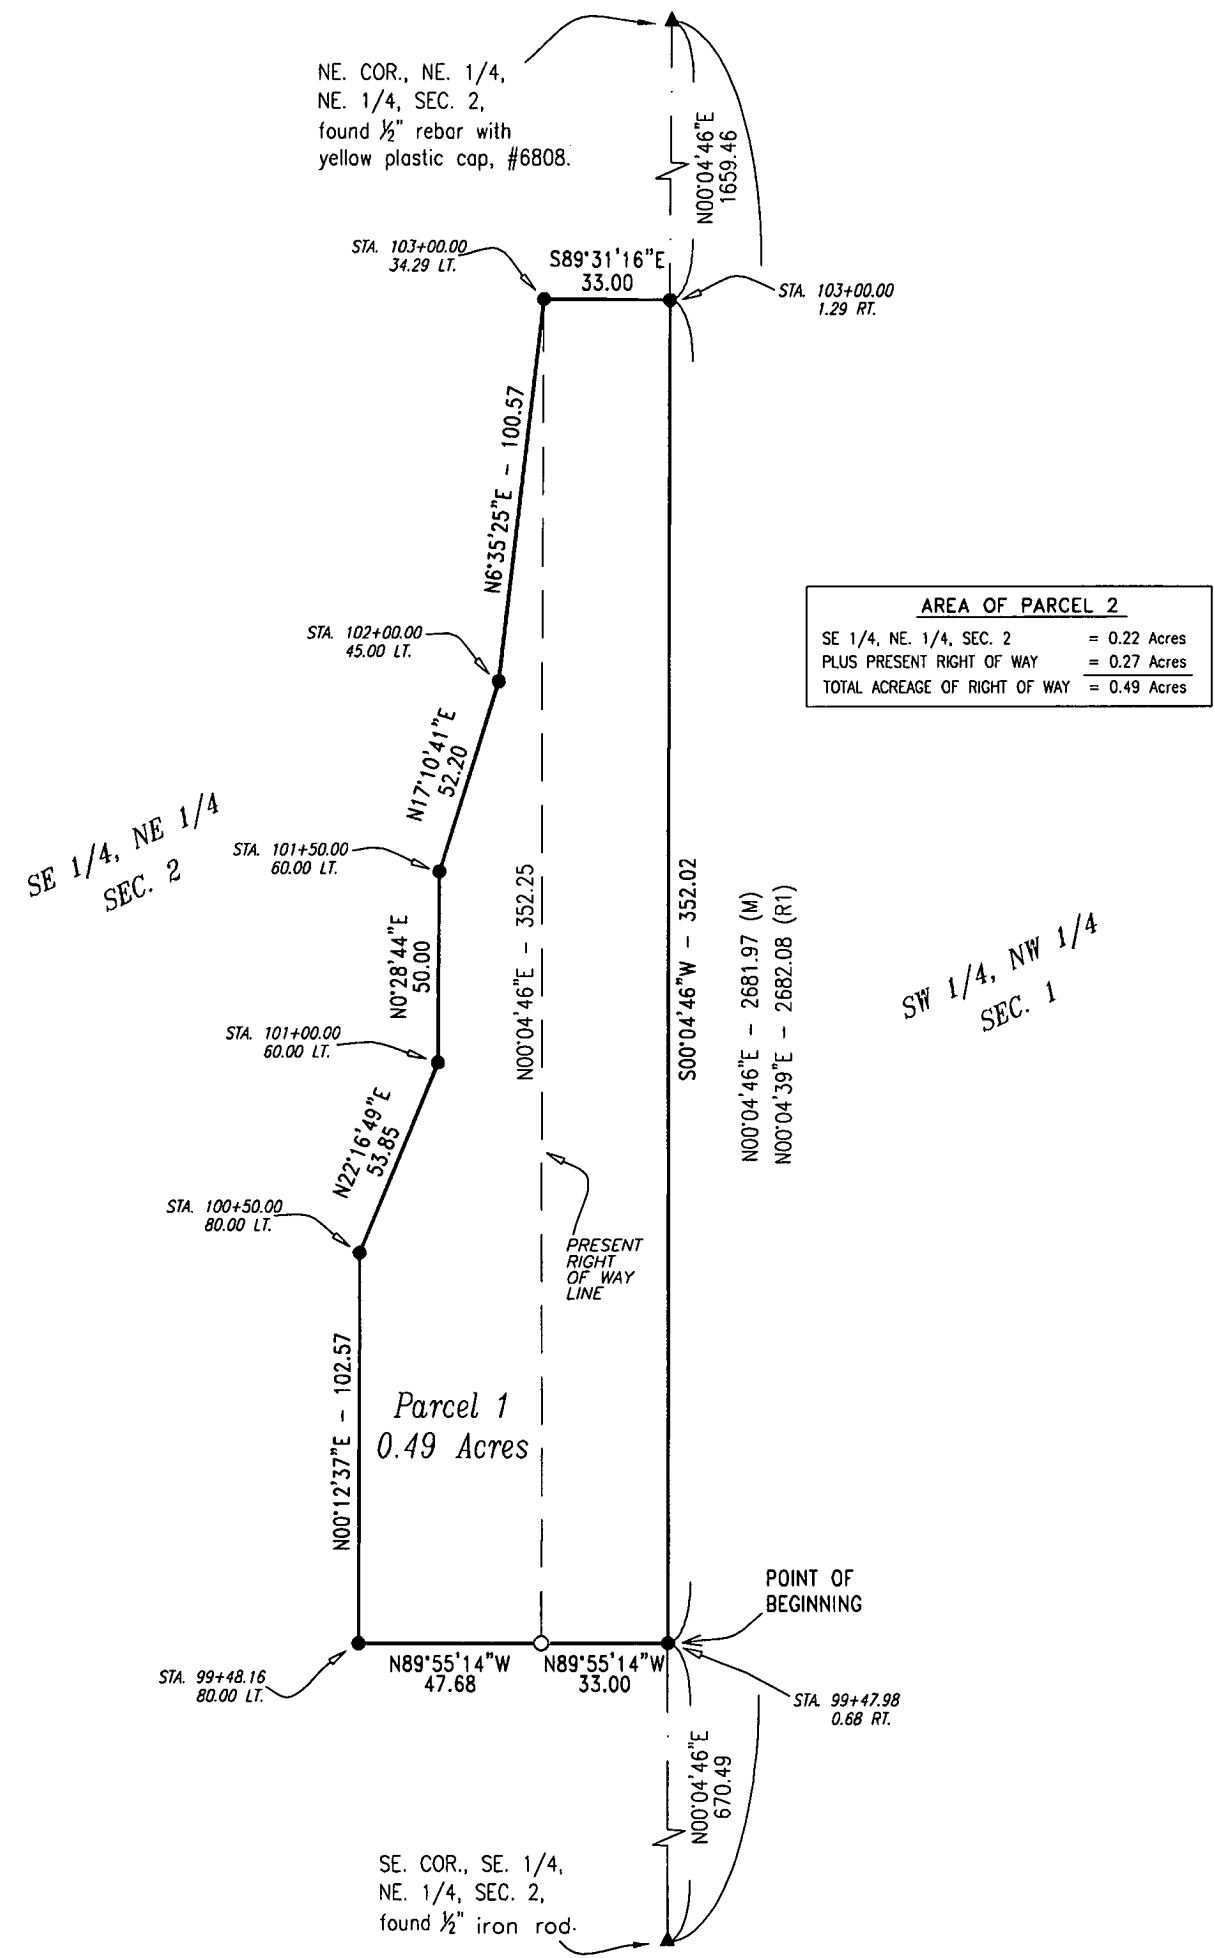 NE. COR., NE. 1/4,
NE. 1/4, SEC. 2,
found ½" rebar with
yellow plastic cap, #6808.
N00°04'46"E
1659.46
STA. 103+00.00
34.29 LT.
S89°31'16"E
33.00
STA. 103+00.00
1.29 RT.
N6°35'25"E - 100.57
AREA OF PARCEL 2
SE 1/4, NE. 1/4, SEC. 2 = 0.22 Acres
PLUS PRESENT RIGHT OF WAY = 0.27 Acres
TOTAL ACREAGE OF RIGHT OF WAY = 0.49 Acres
STA. 102+00.00
45.00 LT.
N17°10'41"E
52.20
SE 1/4, NE 1/4
SEC. 2
STA. 101+50.00
60.00 LT.
N0°28'44"E
50.00
N00°04'46"E - 352.25
S00°04'46"W - 352.02
N00°04'46"E - 2681.97 (M)
N00°04'39"E - 2682.08 (R1)
SW 1/4, NW 1/4
SEC. 1
STA. 101+00.00
60.00 LT.
N22°16'49"E
53.85
STA. 100+50.00
80.00 LT.
PRESENT
RIGHT
OF WAY
LINE
N00°12'37"E - 102.57
Parcel 1
0.49 Acres
POINT OF
BEGINNING
N89°55'14"W
47.68
N89°55'14"W
33.00
STA. 99+48.16
80.00 LT.
STA. 99+47.98
0.68 RT.
N00°04'46"E
670.49
SE. COR., SE. 1/4,
NE. 1/4, SEC. 2,
found ½" iron rod.